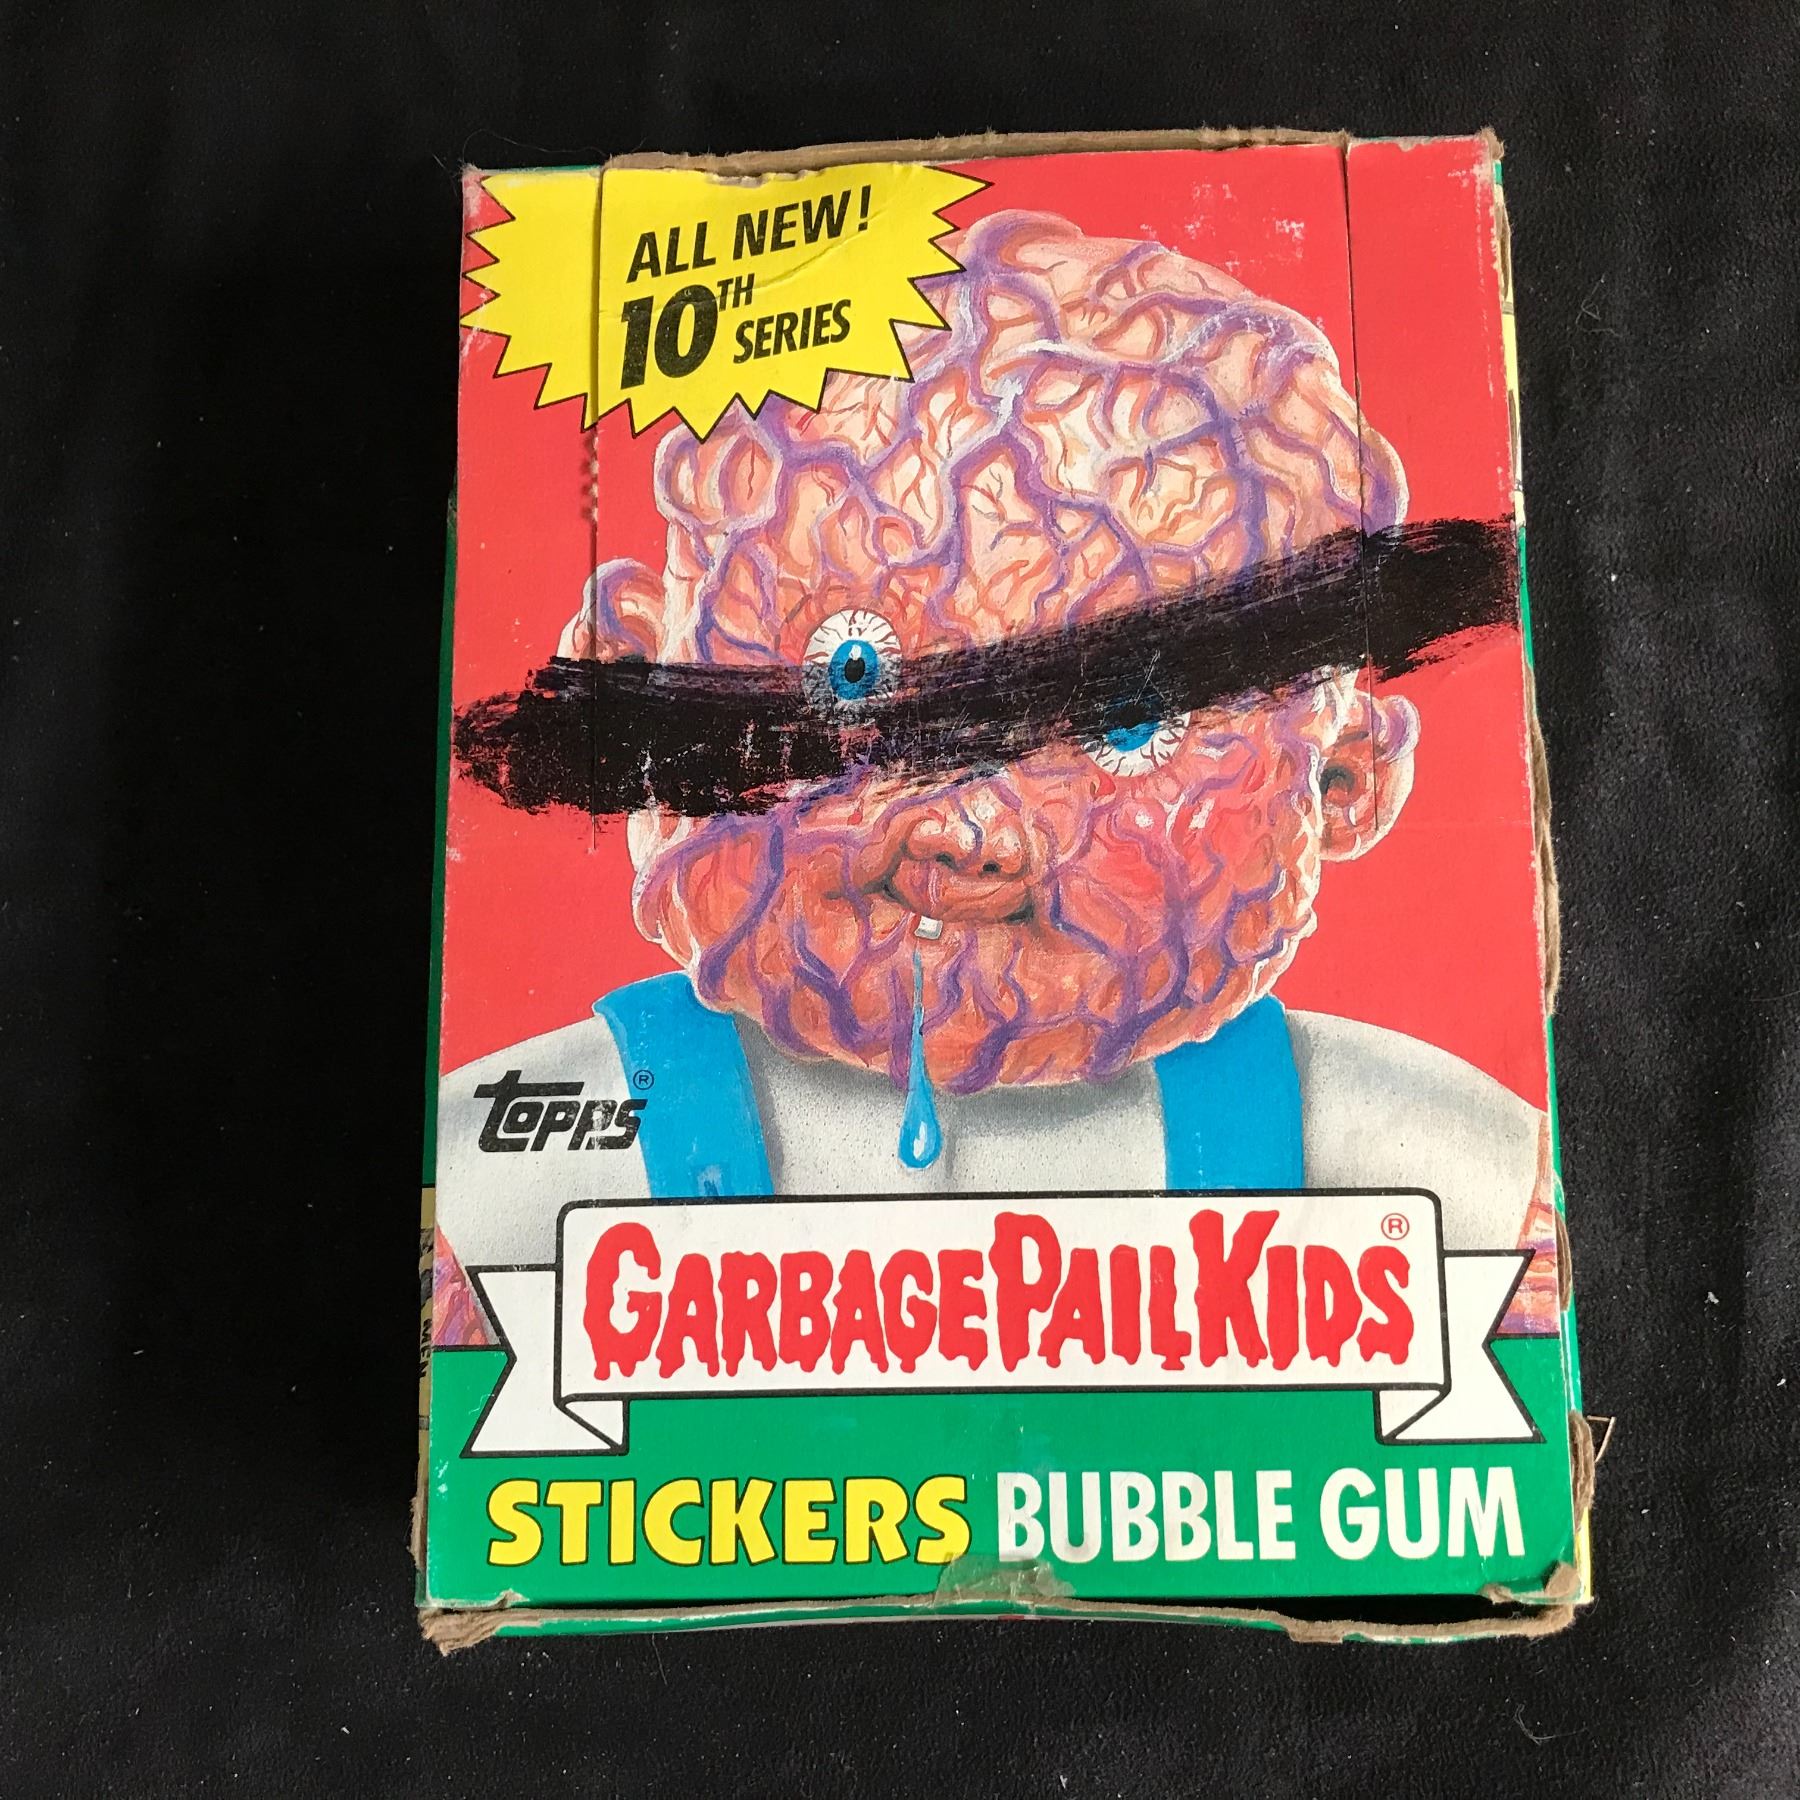 ALL NEW!
10TH SERIES
TOPPS®
GARBAGE PAIL KIDS®
STICKERS BUBBLE GUM